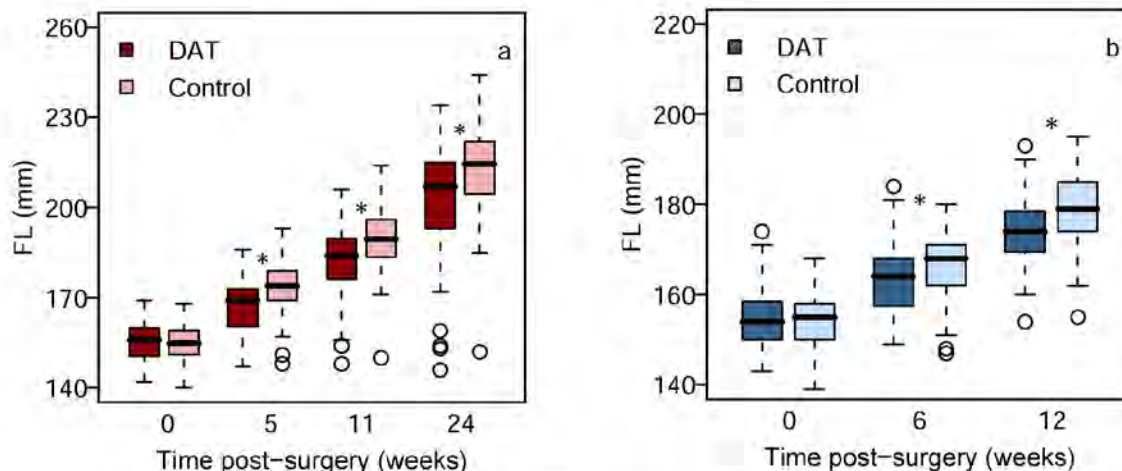 260
230
200
170
140
FL (mm)
DAT
Control
a
*
*
*
0 5 11 24
Time post-surgery (weeks)
220
200
180
160
140
FL (mm)
DAT
Control
b
*
*
0 6 12
Time post-surgery (weeks)